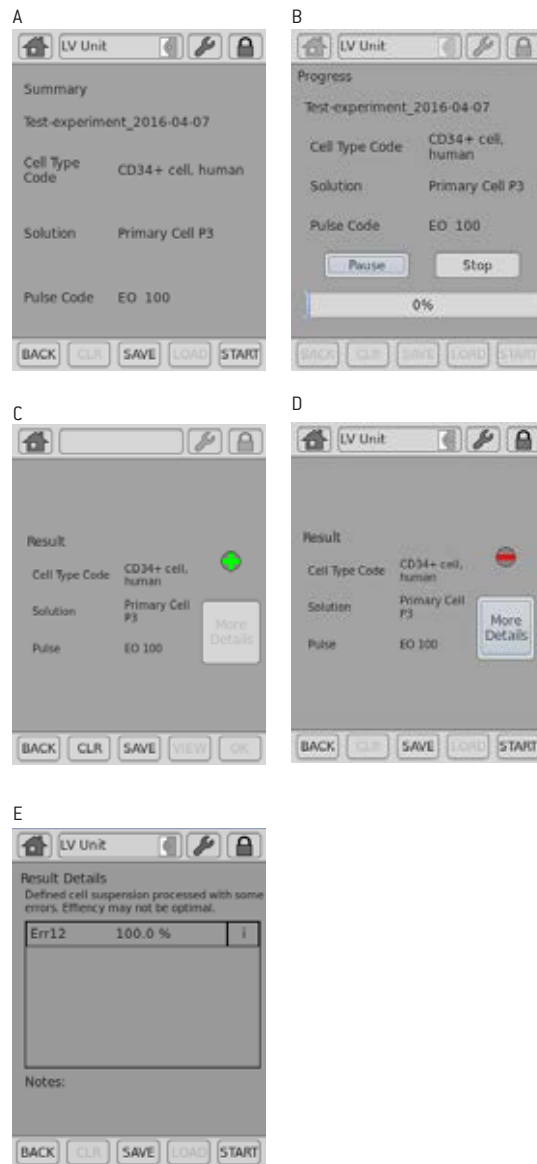 A
LV Unit
Summary
Test-experiment_2016-04-07
Cell Type Code
CD34+ cell, human
Solution
Primary Cell P3
Pulse Code
EO 100
BACK CLR SAVE LOAD START
B
LV Unit
Progress
Test-experiment_2016-04-07
Cell Type Code
CD34+ cell,
human
Solution
Primary Cell P3
Pulse Code
EO 100
Pause
Stop
0%
BACK CLR SAVE LOAD START
C
Result
Cell Type Code
CD34+ cell,
human
Solution
Primary Cell
P3
Pulse
EO 100
More
Details
BACK CLR SAVE VIEW OK
D
LV Unit
Result
Cell Type Code
CD34+ cell,
human
Solution
Primary Cell
P3
Pulse
EO 100
More
Details
BACK CLR SAVE LOAD START
E
LV Unit
Result Details
Defined cell suspension processed with some
errors. Effiency may not be optimal.
Err12 100.0 % i
Notes:
BACK CLR SAVE LOAD START